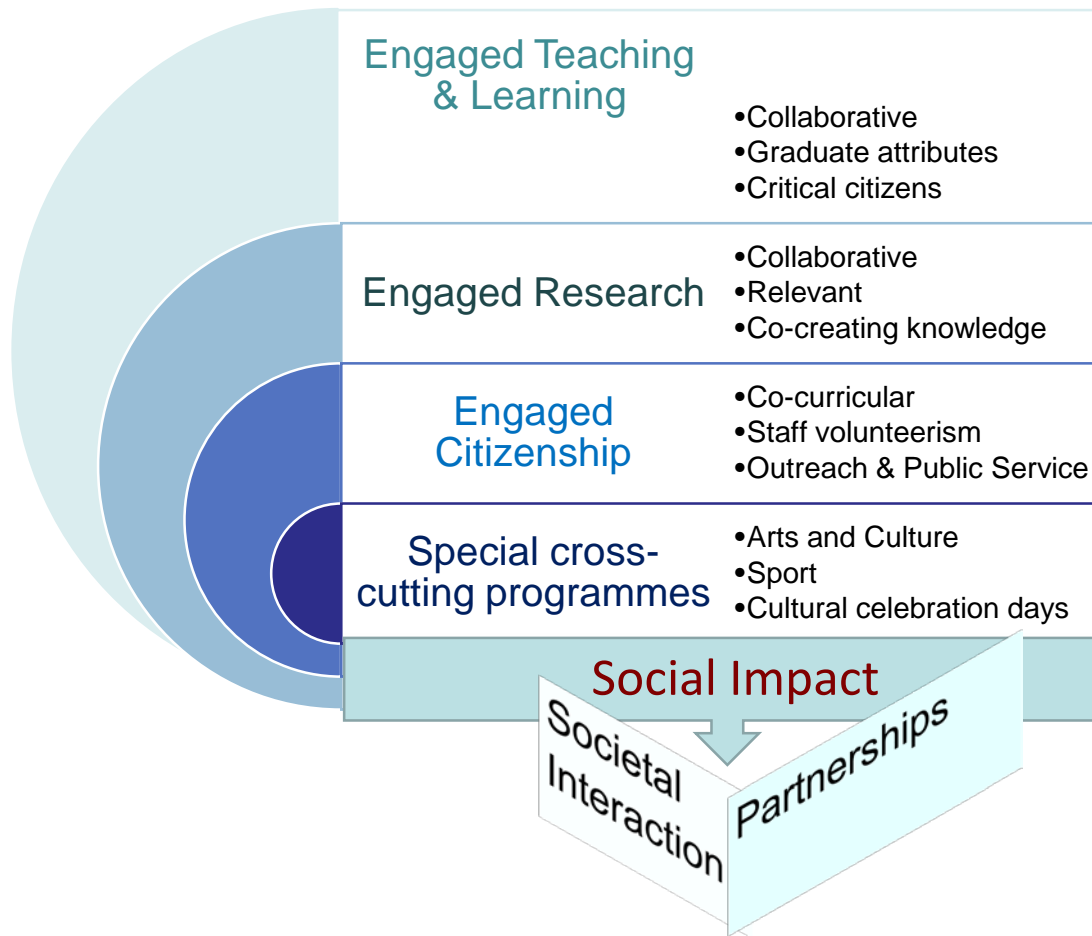 Engaged Teaching
& Learning
•Collaborative
•Graduate attributes
•Critical citizens
Engaged Research
•Collaborative
•Relevant
•Co-creating knowledge
Engaged
Citizenship
•Co-curricular
•Staff volunteerism
•Outreach & Public Service
Special cross-
cutting programmes
•Arts and Culture
•Sport
•Cultural celebration days
Social Impact
Societal
Interaction
Partnerships